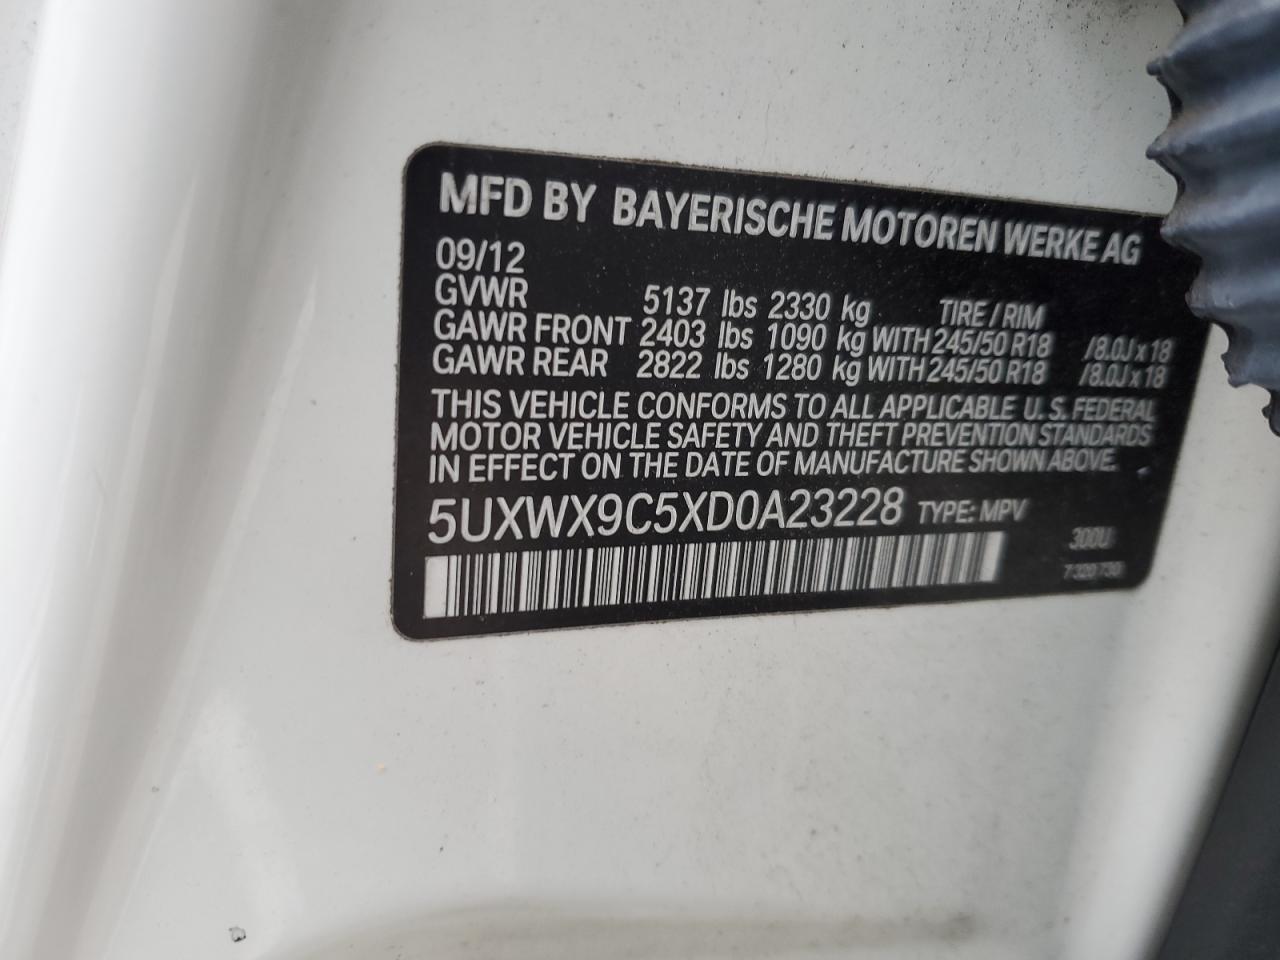 MFD BY BAYERISCHE MOTOREN WERKE AG
09/12
GVWR 5137 lbs 2330 kg TIRE / RIM
GAWR FRONT 2403 lbs 1090 kg WITH 245/50 R18 /8.0J x 18
GAWR REAR 2822 lbs 1280 kg WITH 245/50 R18 /8.0J x 18
THIS VEHICLE CONFORMS TO ALL APPLICABLE U.S. FEDERAL
MOTOR VEHICLE SAFETY AND THEFT PREVENTION STANDARDS
IN EFFECT ON THE DATE OF MANUFACTURE SHOWN ABOVE.
5UXWX9C5XD0A23228 TYPE: MPV
300U
7 320 730